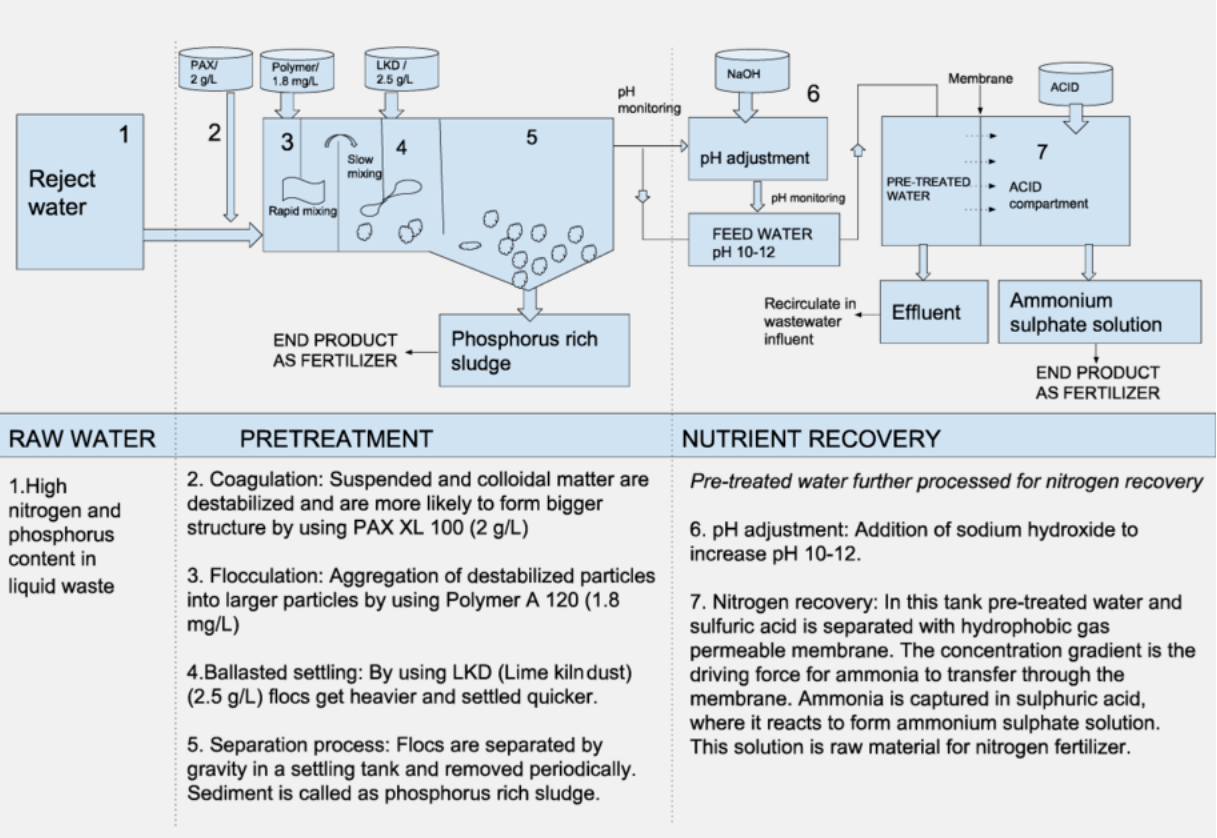 PAX/
2 g/L
Polymer/
1.8 mg/L
LKD /
2.5 g/L
NaOH
ACID
Membrane
1
Reject
water
2
3
Rapid mixing
Slow
mixing
4
5
pH
monitoring
6
pH adjustment
pH monitoring
FEED WATER
pH 10-12
PRE-TREATED
WATER
7
ACID
compartment
END PRODUCT
AS FERTILIZER
Phosphorus rich
sludge
Recirculate in
wastewater
influent
Effluent
Ammonium
sulphate solution
END PRODUCT
AS FERTILIZER
RAW WATER
1.High
nitrogen and
phosphorus
content in
liquid waste
PRETREATMENT
2. Coagulation: Suspended and colloidal matter are
destabilized and are more likely to form bigger
structure by using PAX XL 100 (2 g/L)
3. Flocculation: Aggregation of destabilized particles
into larger particles by using Polymer A 120 (1.8
mg/L)
4.Ballasted settling: By using LKD (Lime kiln dust)
(2.5 g/L) flocs get heavier and settled quicker.
5. Separation process: Flocs are separated by
gravity in a settling tank and removed periodically.
Sediment is called as phosphorus rich sludge.
NUTRIENT RECOVERY
Pre-treated water further processed for nitrogen recovery
6. pH adjustment: Addition of sodium hydroxide to
increase pH 10-12.
7. Nitrogen recovery: In this tank pre-treated water and
sulfuric acid is separated with hydrophobic gas
permeable membrane. The concentration gradient is the
driving force for ammonia to transfer through the
membrane. Ammonia is captured in sulphuric acid,
where it reacts to form ammonium sulphate solution.
This solution is raw material for nitrogen fertilizer.